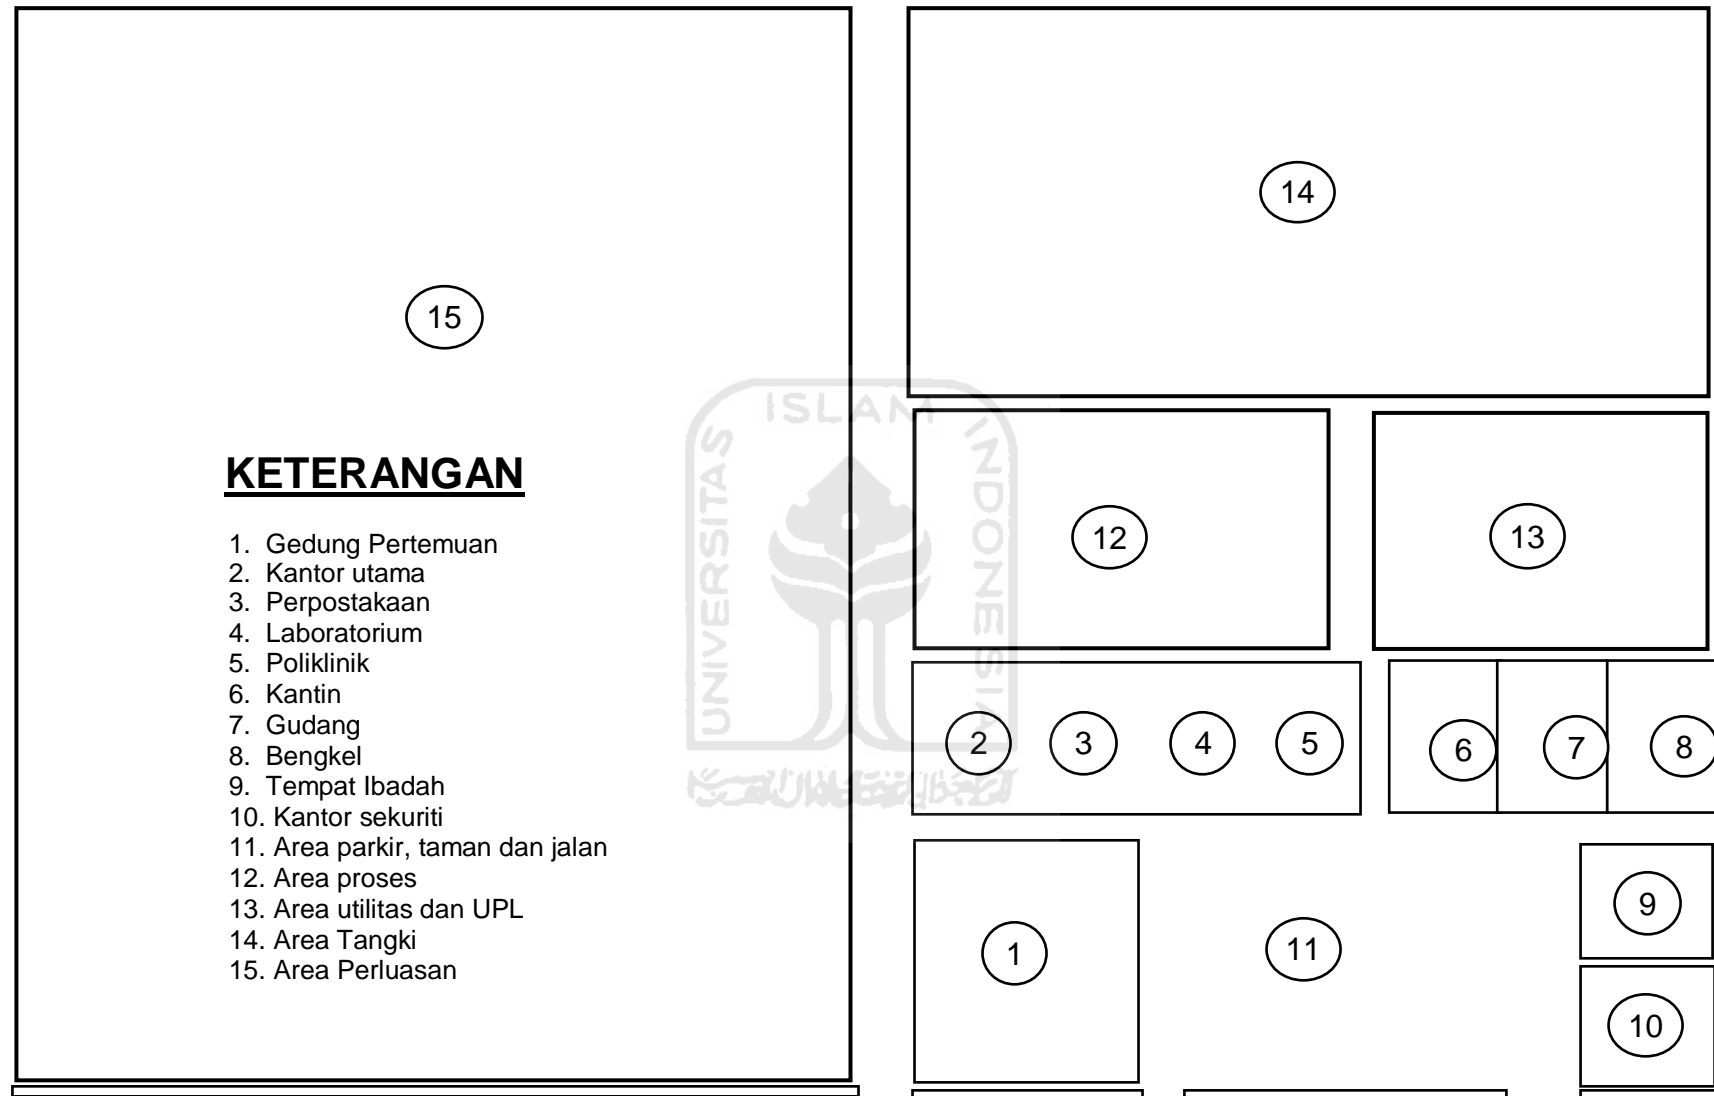 14
15
ISLAM
UNIVERSITAS
INDONESIA
KETERANGAN
12
13
1. Gedung Pertemuan
2. Kantor utama
3. Perpostakaan
4. Laboratorium
5. Poliklinik
6. Kantin
7. Gudang
8. Bengkel
9. Tempat Ibadah
10. Kantor sekuriti
11. Area parkir, taman dan jalan
12. Area proses
13. Area utilitas dan UPL
14. Area Tangki
15. Area Perluasan
2 3 4 5 6 7 8
9
1 11
10